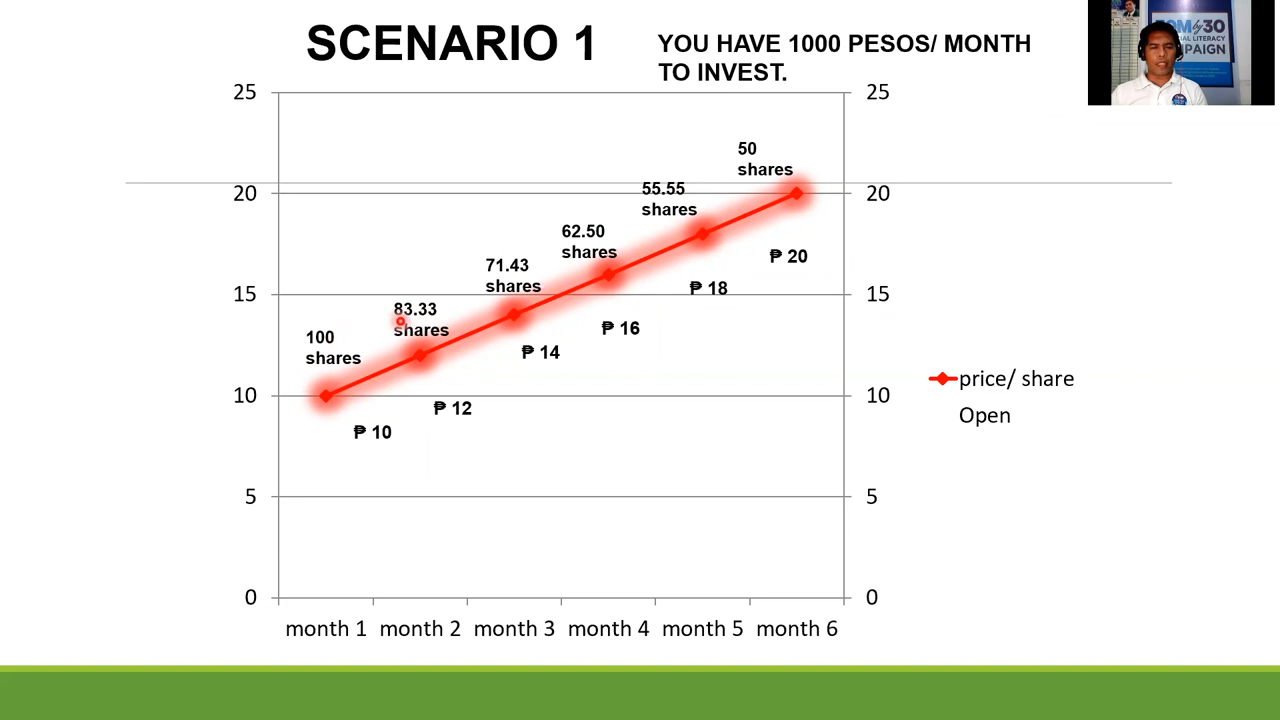 SCENARIO 1
YOU HAVE 1000 PESOS/ MONTH
TO INVEST.
25
25
20
20
15
15
10
10
5
5
0
0
50
shares
55.55
shares
62.50
shares
71.43
shares
83.33
shares
100
shares
₱ 20
₱ 18
₱ 16
₱ 14
₱ 12
₱ 10
price/ share
Open
month 1 month 2 month 3 month 4 month 5 month 6
by 30
LITERACY